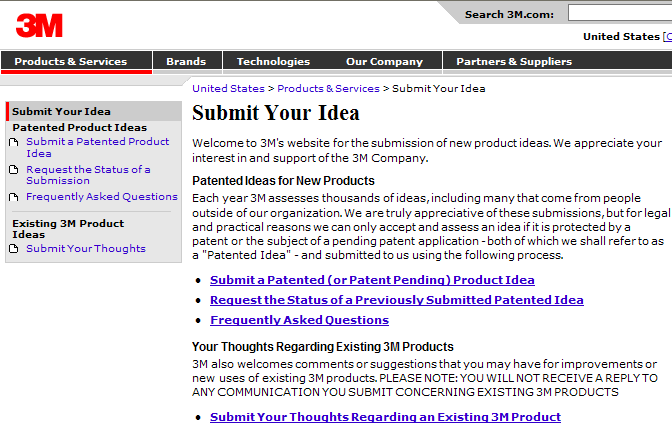 3M
Search 3M.com:
United States
Products & Services
Brands
Technologies
Our Company
Partners & Suppliers
United States > Products & Services > Submit Your Idea
Submit Your Idea
Patented Product Ideas
Submit a Patented Product
Idea
Request the Status of a
Submission
Frequently Asked Questions
Existing 3M Product
Ideas
Submit Your Thoughts
Submit Your Idea
Welcome to 3M's website for the submission of new product ideas. We appreciate your
interest in and support of the 3M Company.
Patented Ideas for New Products
Each year 3M assesses thousands of ideas, including many that come from people
outside of our organization. We are truly appreciative of these submissions, but for legal
and practical reasons we can only accept and assess an idea if it is protected by a
patent or the subject of a pending patent application - both of which we shall refer to as
a "Patented Idea" - and submitted to us using the following process.
• Submit a Patented (or Patent Pending) Product Idea
• Request the Status of a Previously Submitted Patented Idea
• Frequently Asked Questions
Your Thoughts Regarding Existing 3M Products
3M also welcomes comments or suggestions that you may have for improvements or
new uses of existing 3M products. PLEASE NOTE: YOU WILL NOT RECEIVE A REPLY TO
ANY COMMUNICATION YOU SUBMIT CONCERNING EXISTING 3M PRODUCTS
• Submit Your Thoughts Regarding an Existing 3M Product